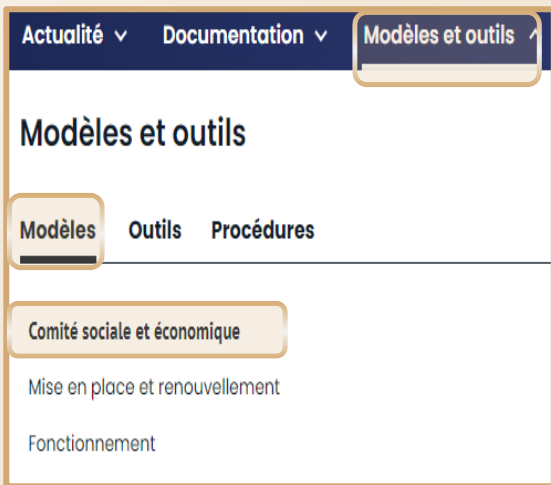 Actualité Documentation Modèles et outils
Modèles et outils
Modèles Outils Procédures
Comité sociale et économique
Mise en place et renouvellement
Fonctionnement